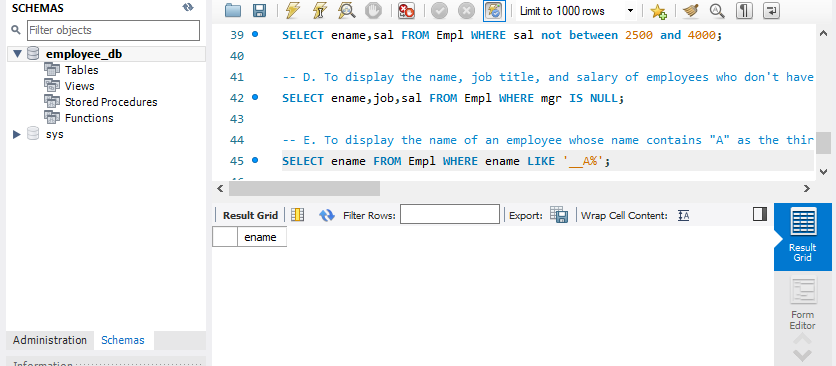 SCHEMAS
Filter objects
employee_db
Tables
Views
Stored Procedures
Functions
sys
Administration Schemas
Limit to 1000 rows
39 SELECT ename,sal FROM Empl WHERE sal not between 2500 and 4000;
40
41 -- D. To display the name, job title, and salary of employees who don't have
42 SELECT ename,job,sal FROM Empl WHERE mgr IS NULL;
43
44 -- E. To display the name of an employee whose name contains "A" as the thir
45 SELECT ename FROM Empl WHERE ename LIKE '__A%';
Result Grid Filter Rows: Export: Wrap Cell Content:
ename
Result
Grid
Form
Editor